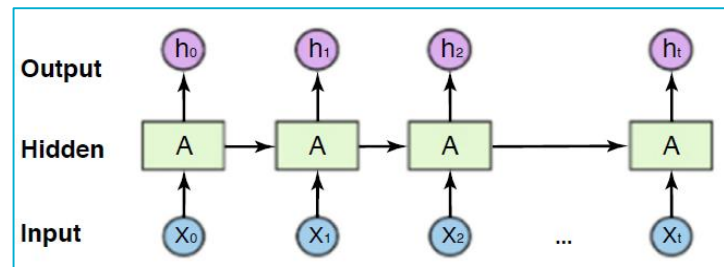 Output h₀ h₁ h₂ hₜ
Hidden A A A A
Input X₀ X₁ X₂ ... Xₜ